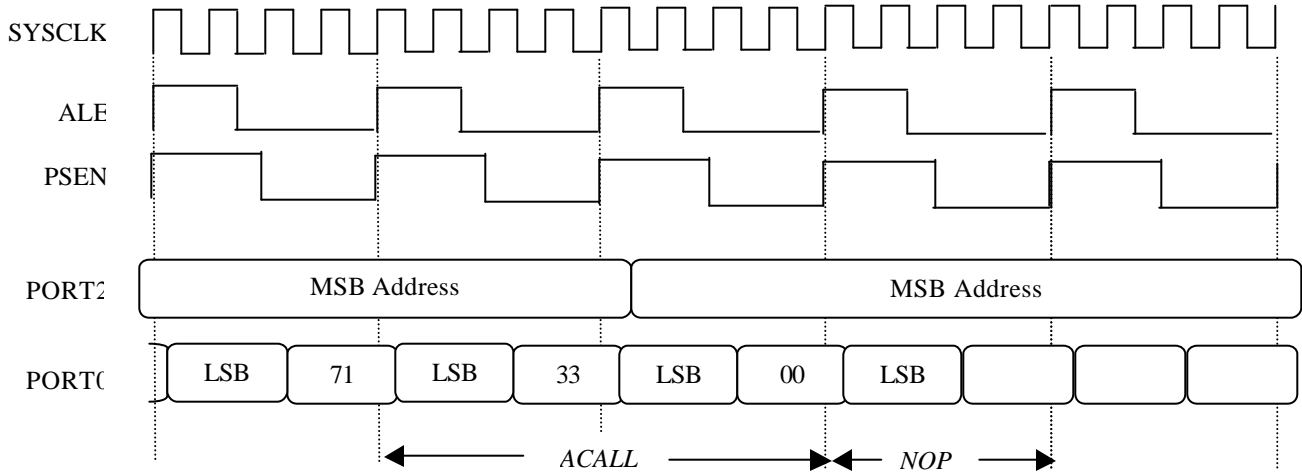 SYSCLK
ALE
PSEN
PORT2 MSB Address MSB Address
PORT0 LSB 71 LSB 33 LSB 00 LSB
ACALL NOP